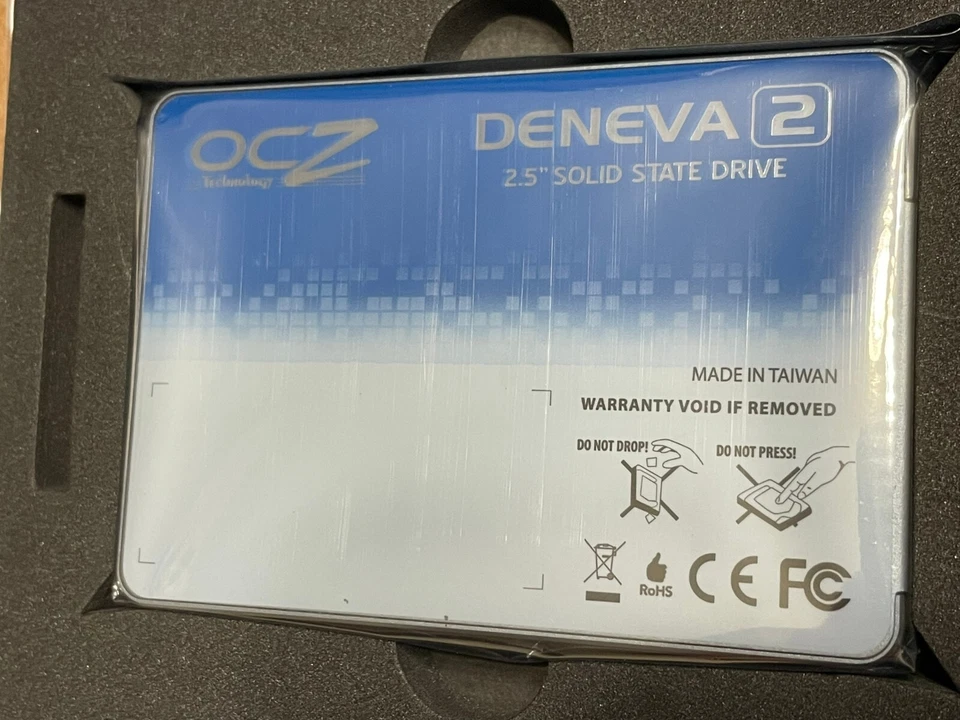 OCZ
Technology
DENEVA 2
2.5" SOLID STATE DRIVE
MADE IN TAIWAN
WARRANTY VOID IF REMOVED
DO NOT DROP!
DO NOT PRESS!
RoHS
CE FC